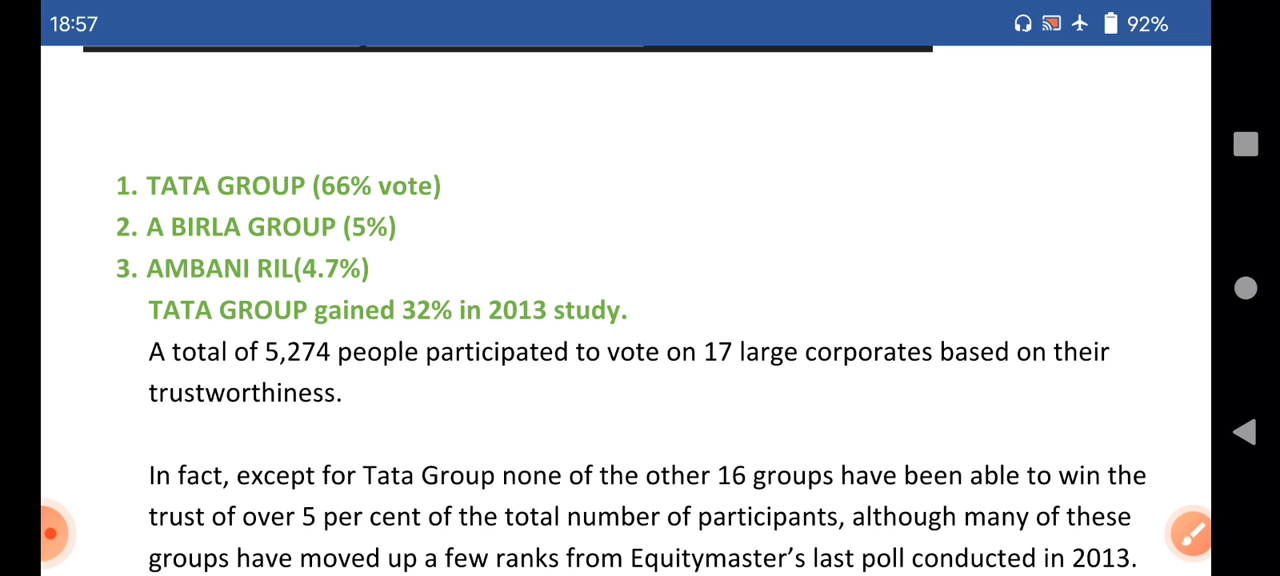 18:57
92%
1. TATA GROUP (66% vote)
2. A BIRLA GROUP (5%)
3. AMBANI RIL(4.7%)
TATA GROUP gained 32% in 2013 study.
A total of 5,274 people participated to vote on 17 large corporates based on their
trustworthiness.
In fact, except for Tata Group none of the other 16 groups have been able to win the
trust of over 5 per cent of the total number of participants, although many of these
groups have moved up a few ranks from Equitymaster’s last poll conducted in 2013.